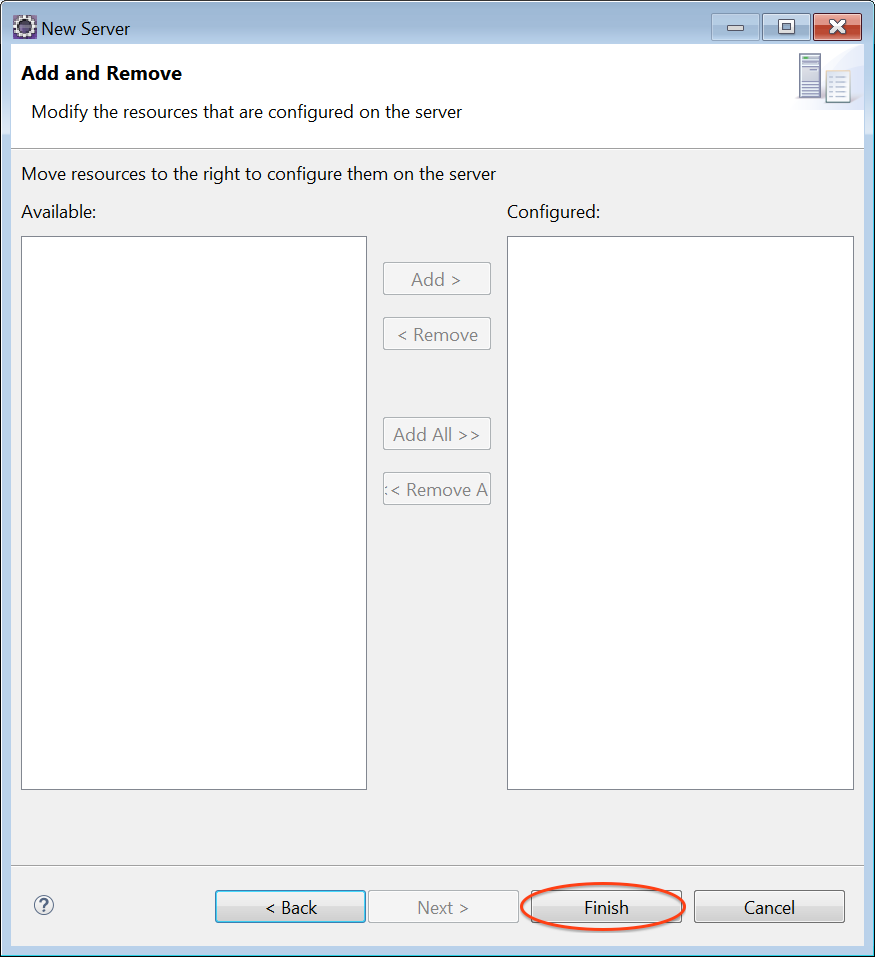 New Server
Add and Remove
Modify the resources that are configured on the server
Move resources to the right to configure them on the server
Available:
Configured:
Add >
< Remove
Add All >>
:< Remove A
?
< Back
Next >
Finish
Cancel